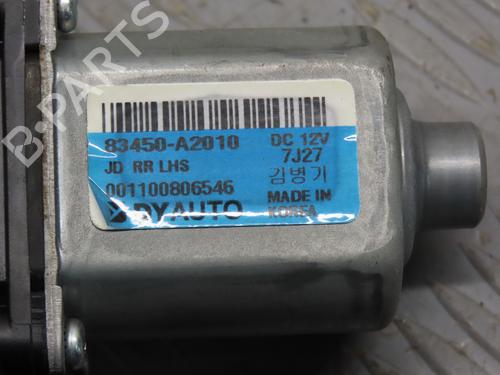 B-PARTS
83450-A2010 DC 12V
JD RR LHS 7J27
001100806546 김병기
DYAUTO MADE IN
KOREA